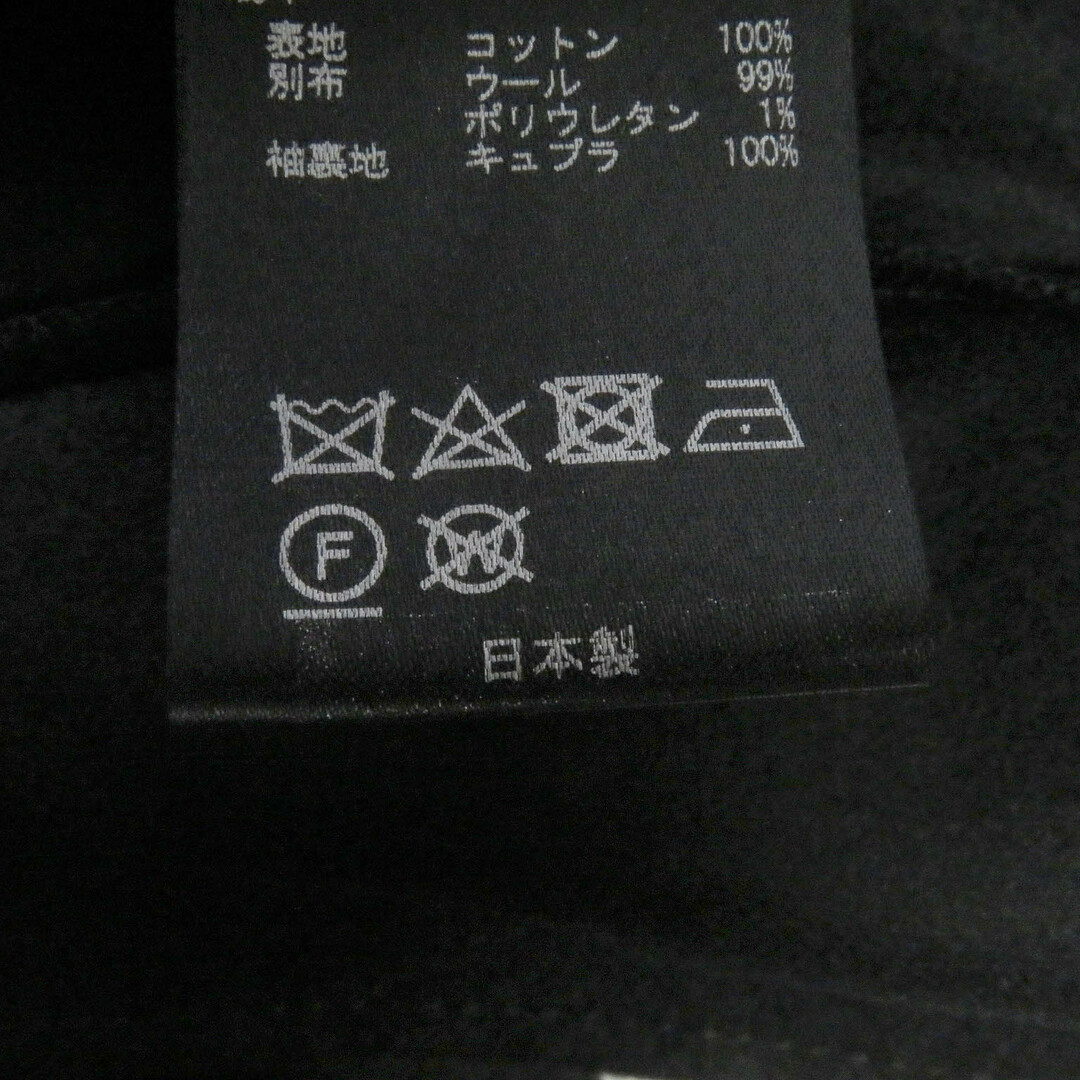 表地 コットン 100%
別布 ウール 99%
ポリウレタン 1%
袖裏地 キュプラ 100%
F W
日本製